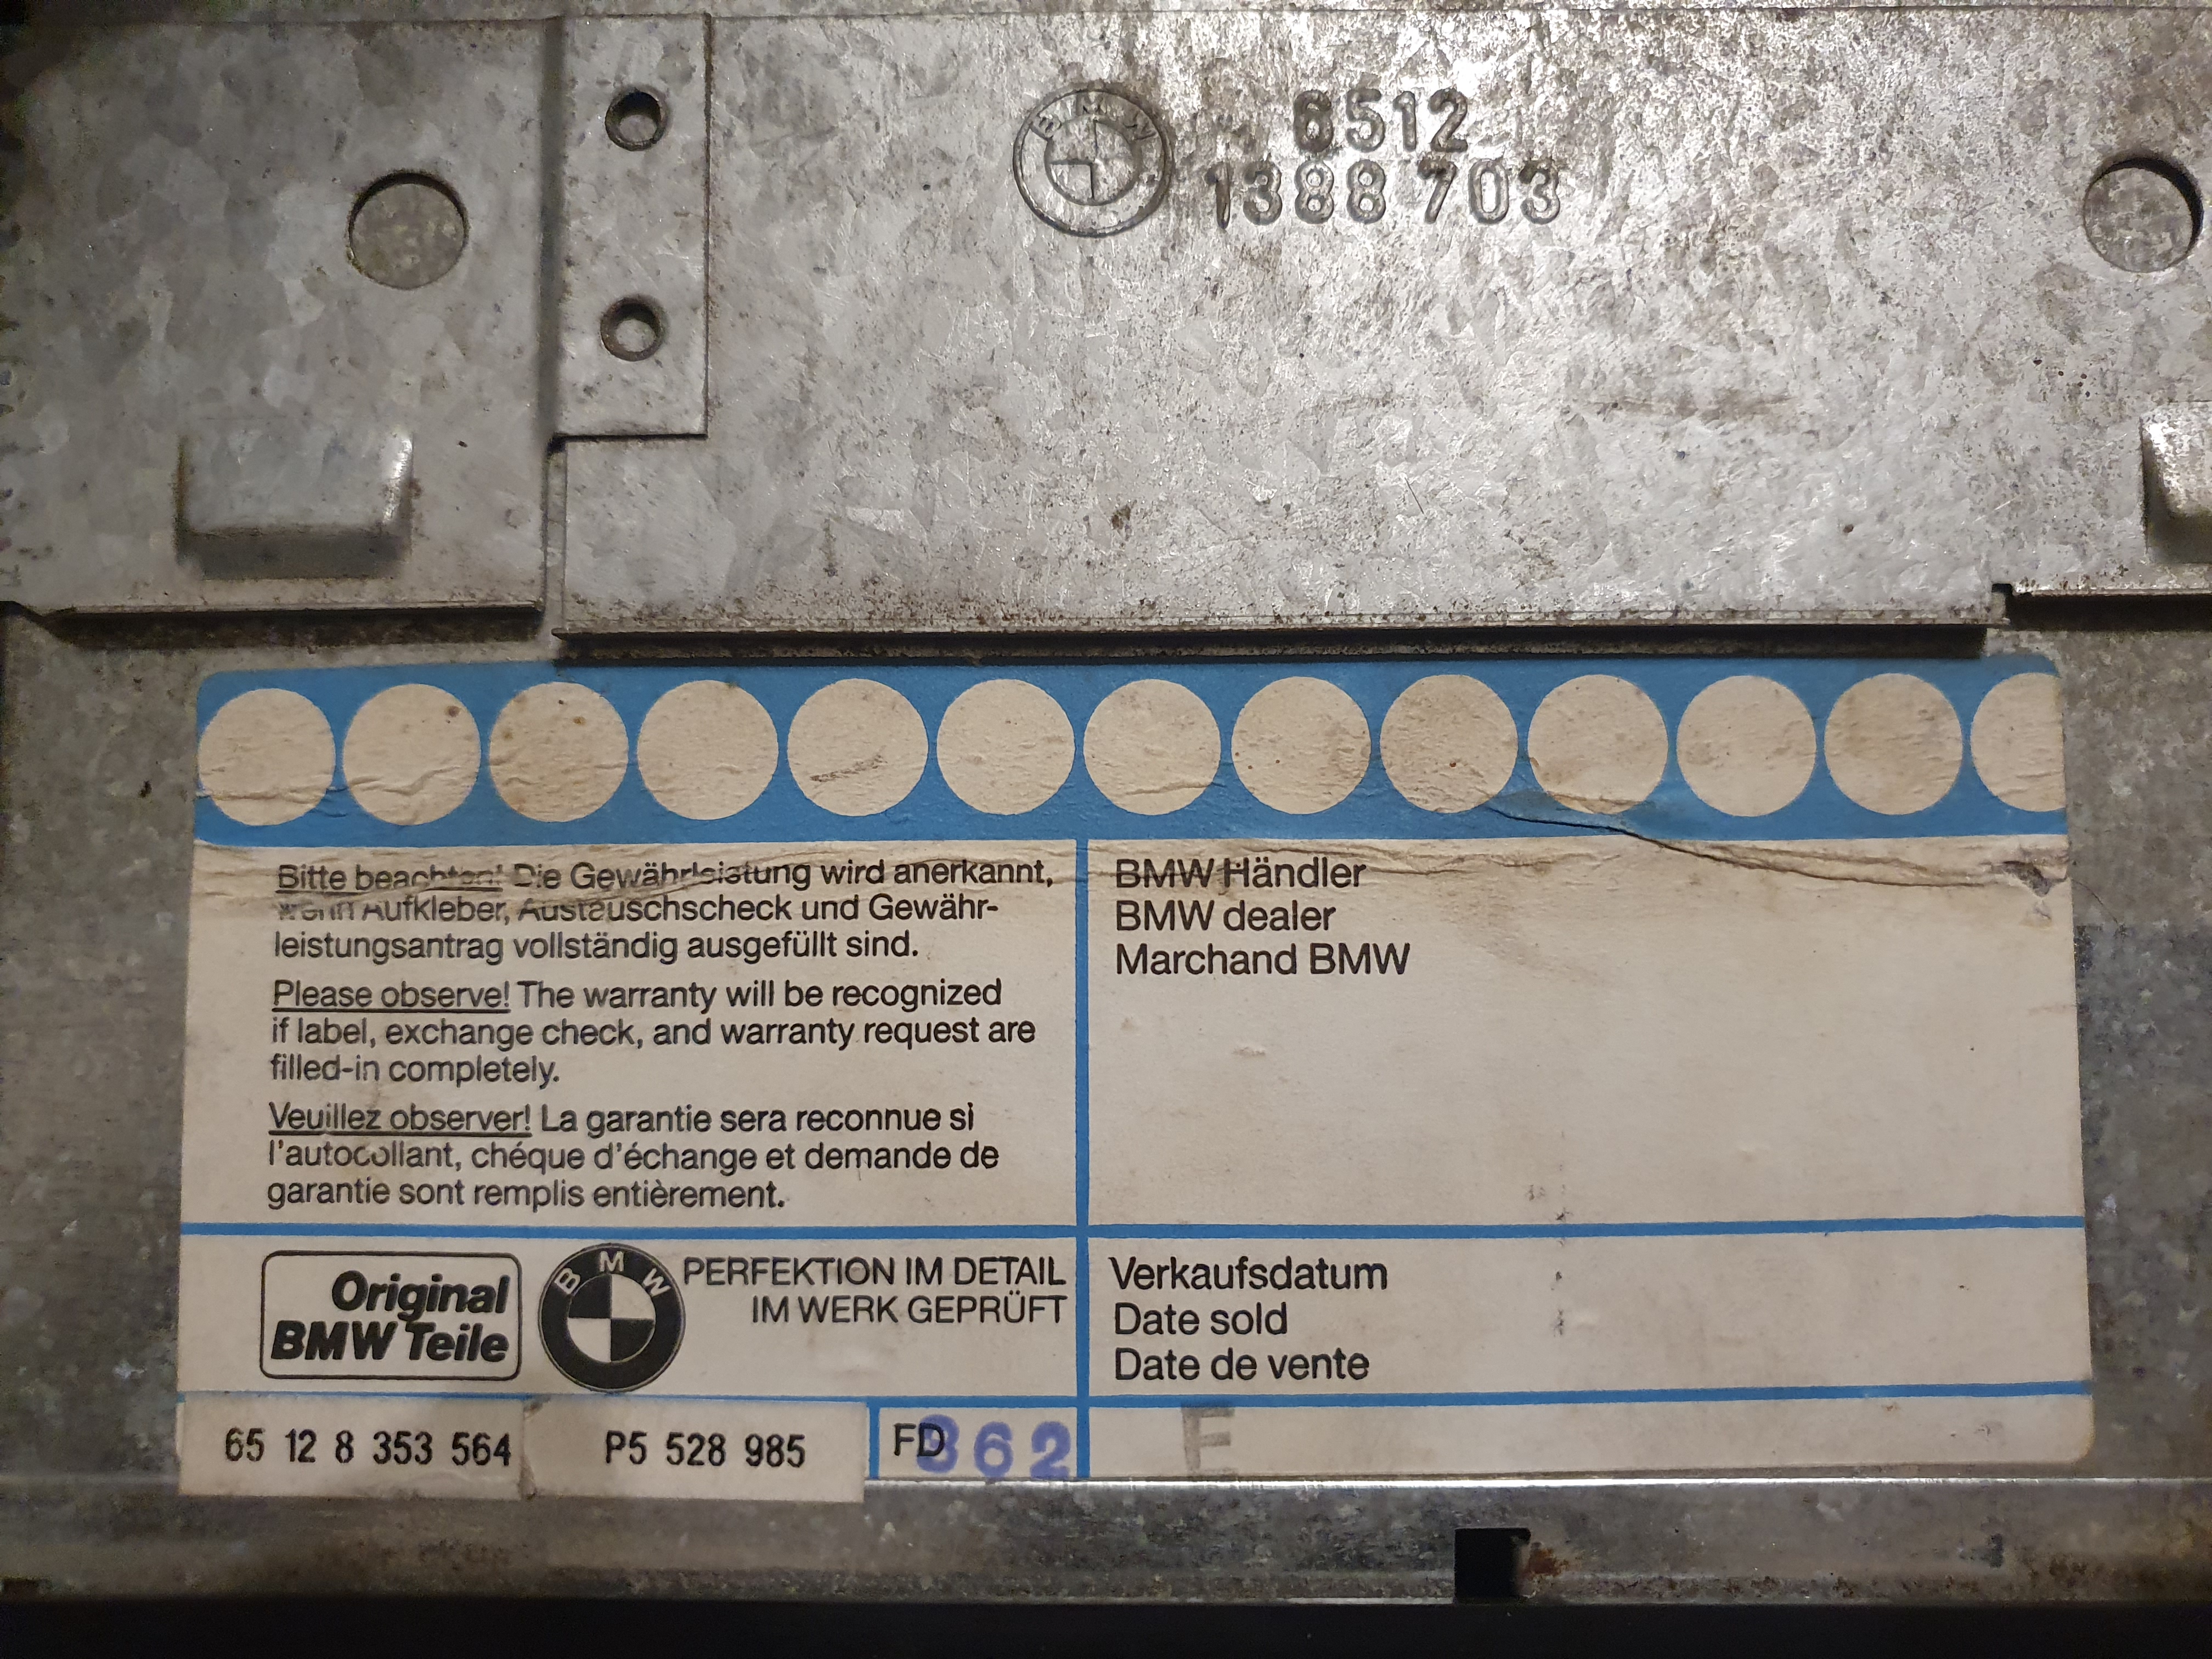 BMW
6512
1388 703
Bitte beachten! Die Gewährleistung wird anerkannt,
wenn Aufkleber, Austauschscheck und Gewähr-
leistungsantrag vollständig ausgefüllt sind.
Please observe! The warranty will be recognized
if label, exchange check, and warranty request are
filled-in completely.
Veuillez observer! La garantie sera reconnue si
l'autocollant, chéque d'échange et demande de
garantie sont remplis entièrement.
BMW Händler
BMW dealer
Marchand BMW
Original
BMW Teile
BMW
PERFEKTION IM DETAIL
IM WERK GEPRÜFT
Verkaufsdatum
Date sold
Date de vente
65 12 8 353 564
P5 528 985
FD
862
F